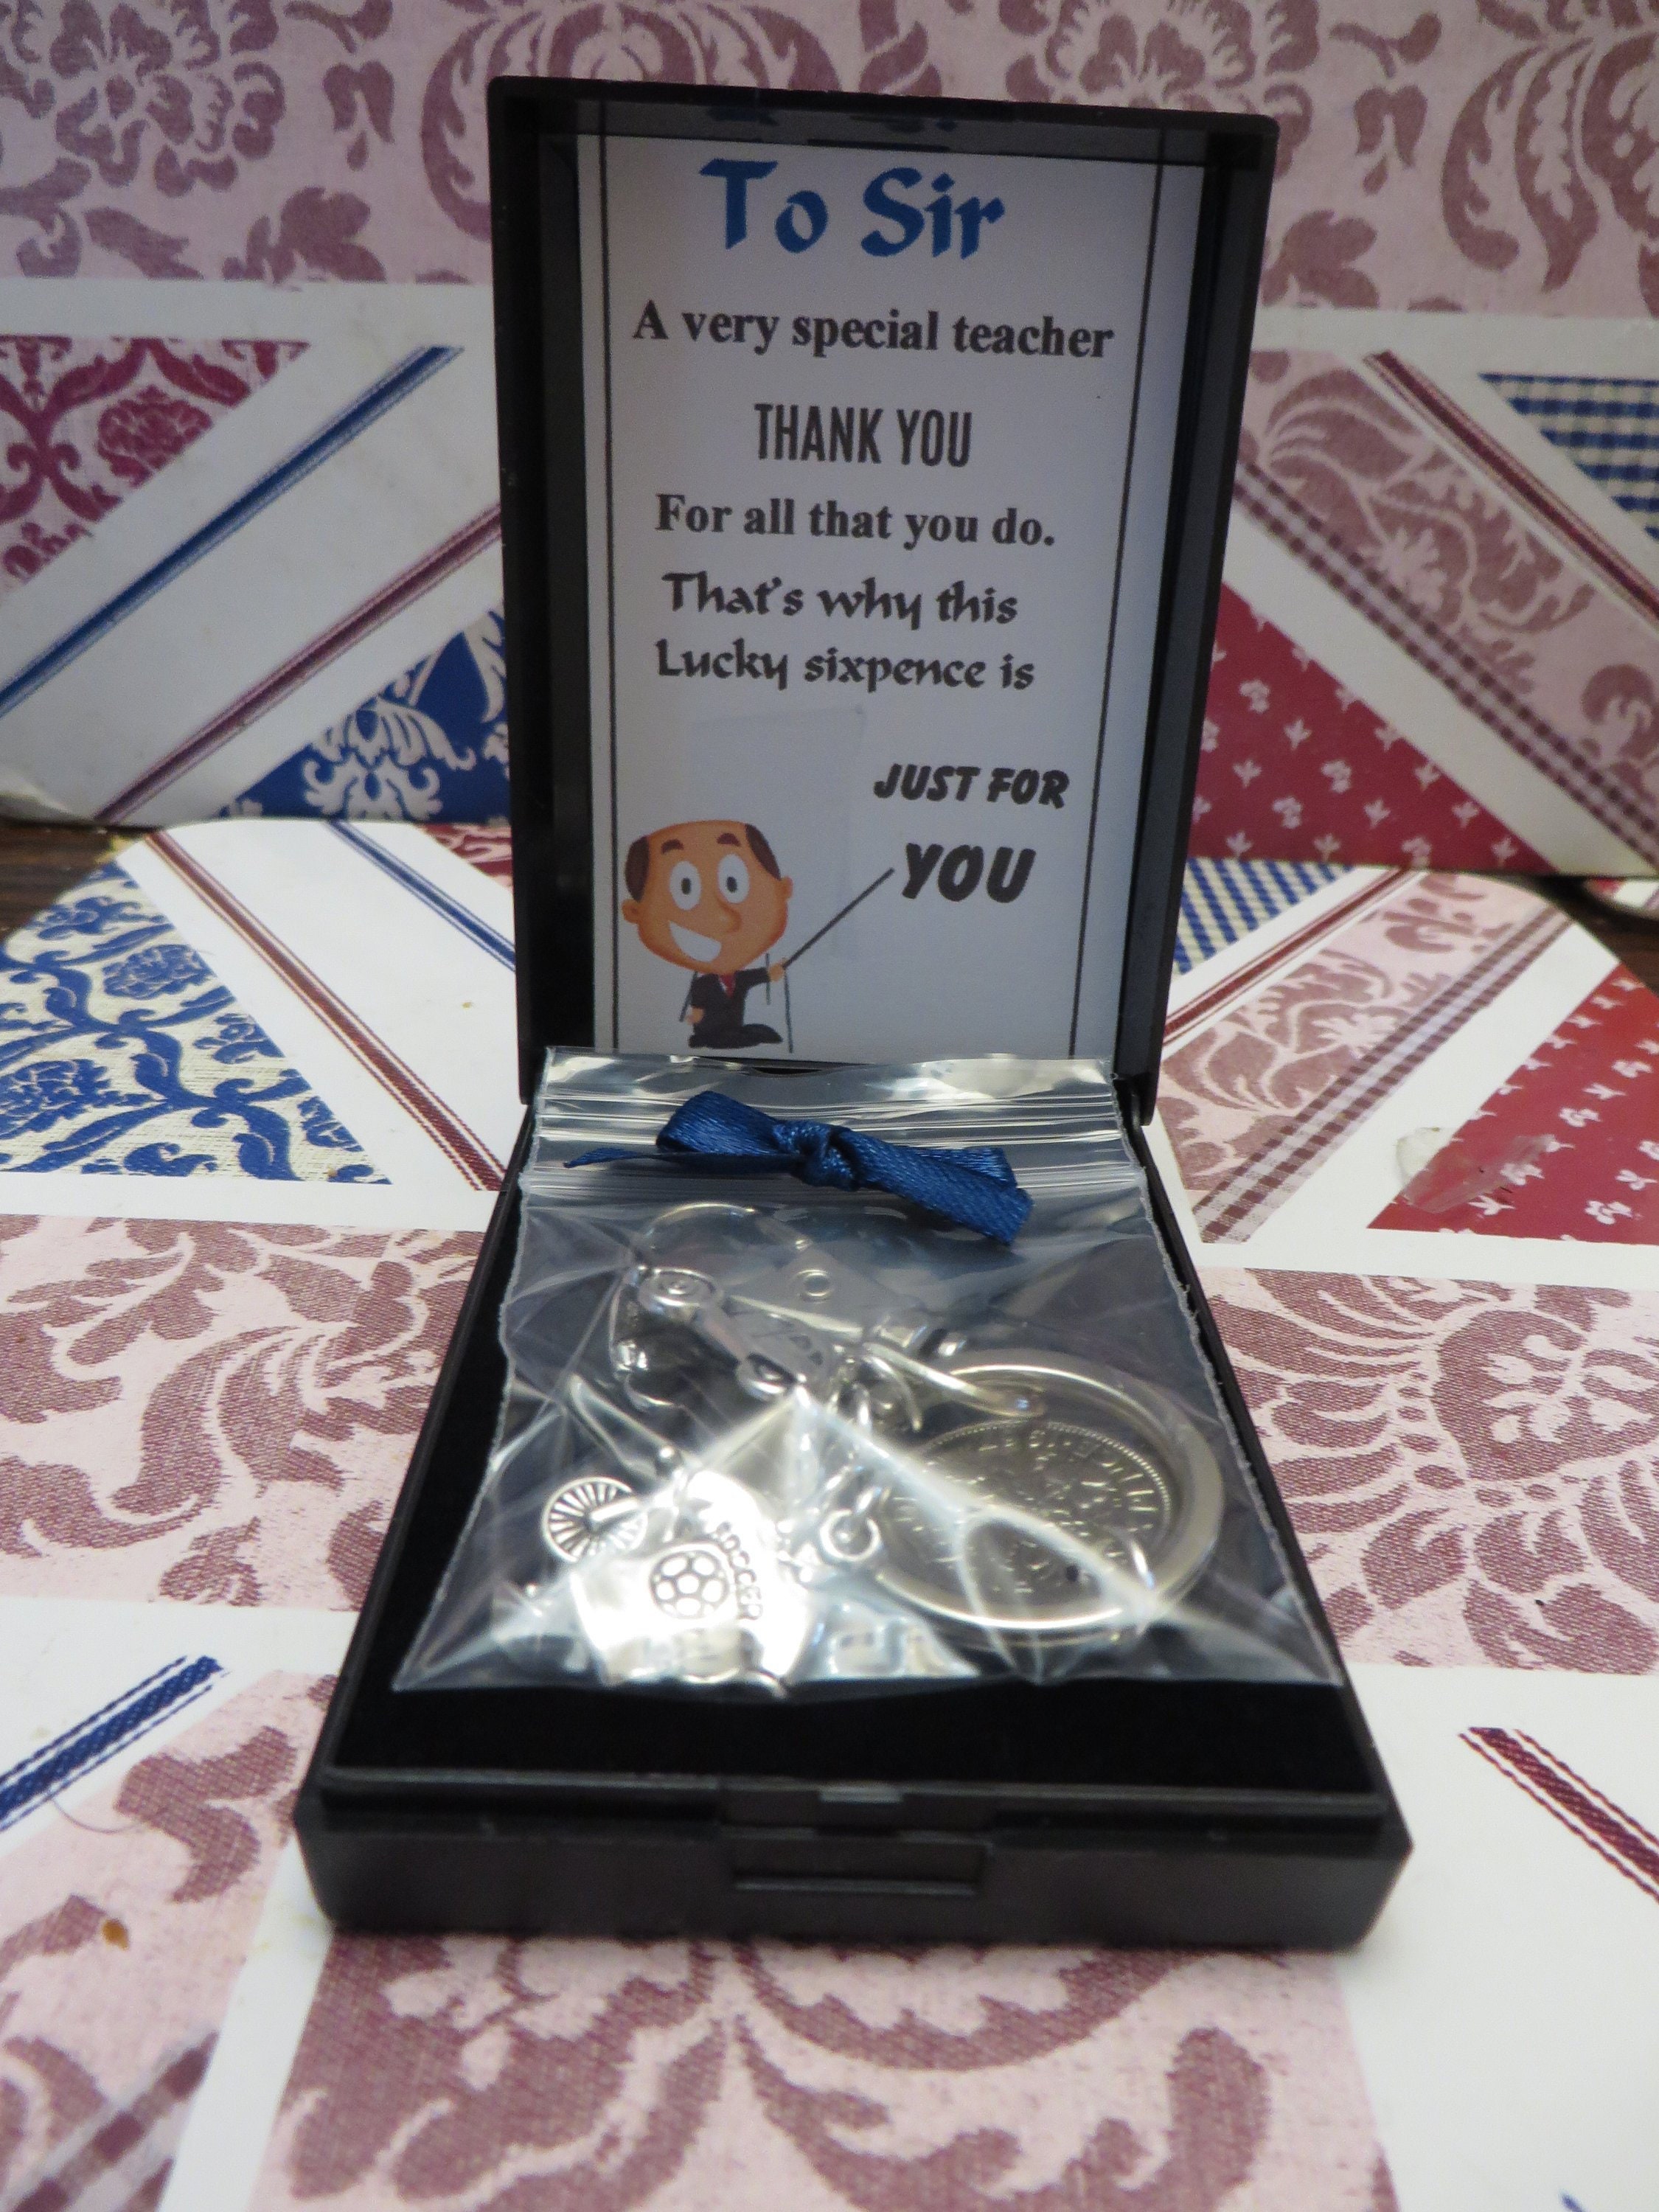 To Sir
A very special teacher
THANK YOU
For all that you do.
That's why this
Lucky sixpence is
JUST FOR
YOU
SOCCER